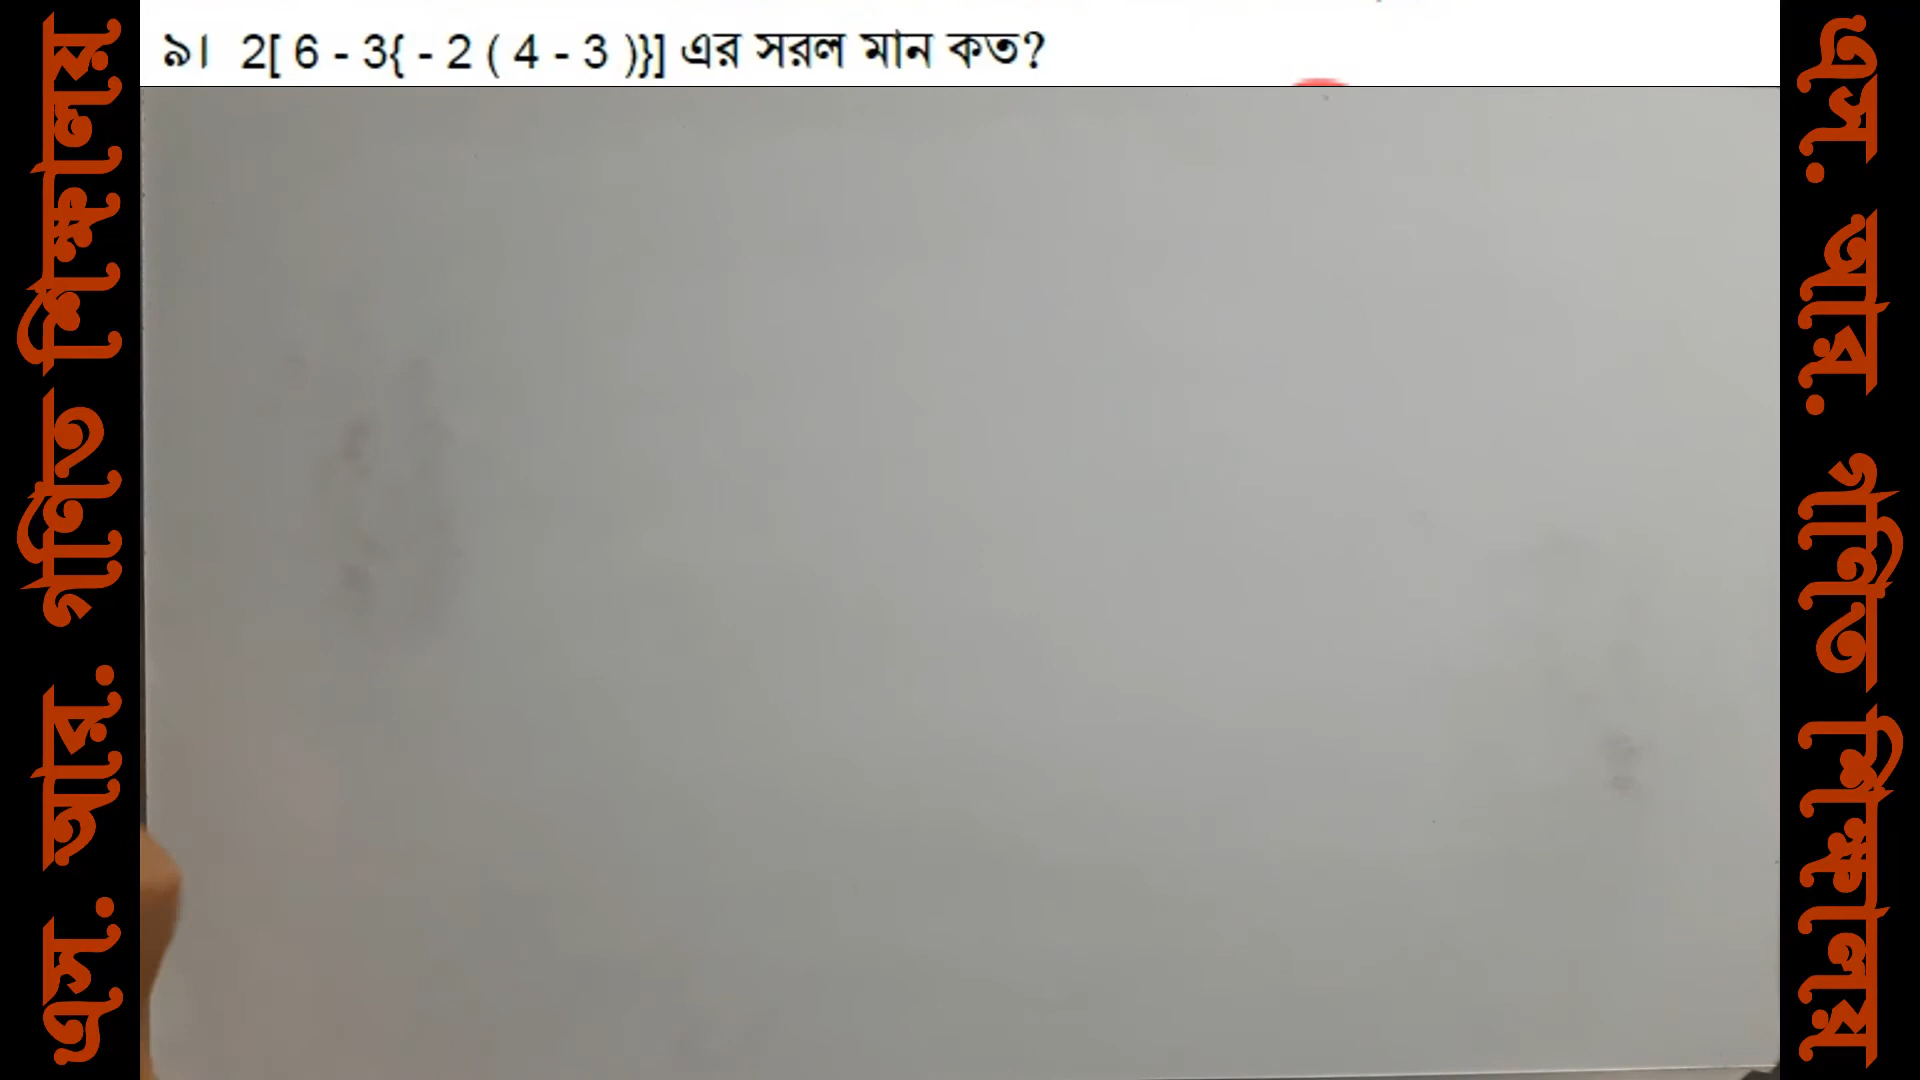 ৯। 2[ 6 - 3{ - 2 ( 4 - 3 )}] এর সরল মান কত?
এস. আর. গণিত শিক্ষালয়
এস. আর. গণিত শিক্ষালয়